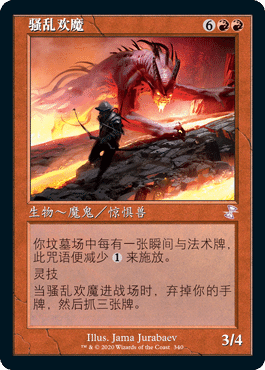 骚乱欢魔 6
生物～魔鬼／惊惧兽
你坟墓场中每有一张瞬间与法术牌，
此咒语便减少 1 来施放。
灵技
当骚乱欢魔进战场时，弃掉你的手
牌，然后抓三张牌。
Illus. Jama Jurabaev
™ & © 2020 Wizards of the Coast 340
3/4